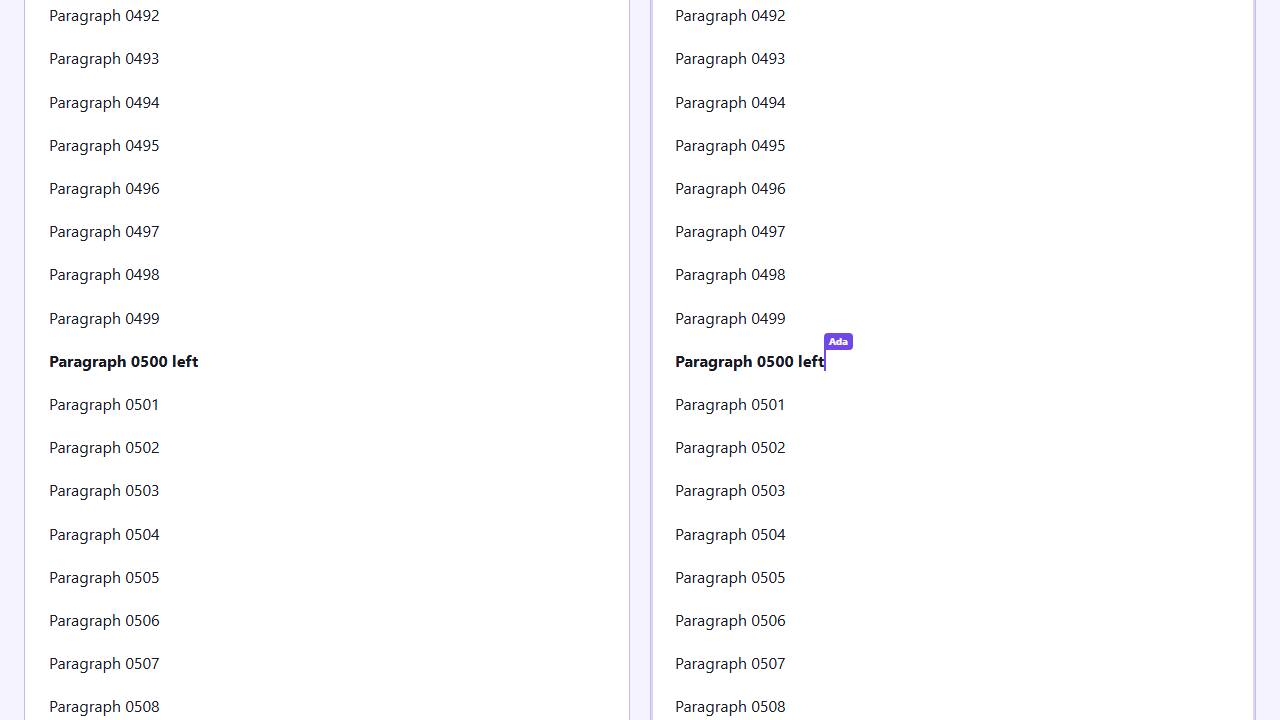 Paragraph 0492
Paragraph 0493
Paragraph 0494
Paragraph 0495
Paragraph 0496
Paragraph 0497
Paragraph 0498
Paragraph 0499
Paragraph 0500 left
Paragraph 0501
Paragraph 0502
Paragraph 0503
Paragraph 0504
Paragraph 0505
Paragraph 0506
Paragraph 0507
Paragraph 0508
Paragraph 0492
Paragraph 0493
Paragraph 0494
Paragraph 0495
Paragraph 0496
Paragraph 0497
Paragraph 0498
Paragraph 0499
Ada
Paragraph 0500 left
Paragraph 0501
Paragraph 0502
Paragraph 0503
Paragraph 0504
Paragraph 0505
Paragraph 0506
Paragraph 0507
Paragraph 0508